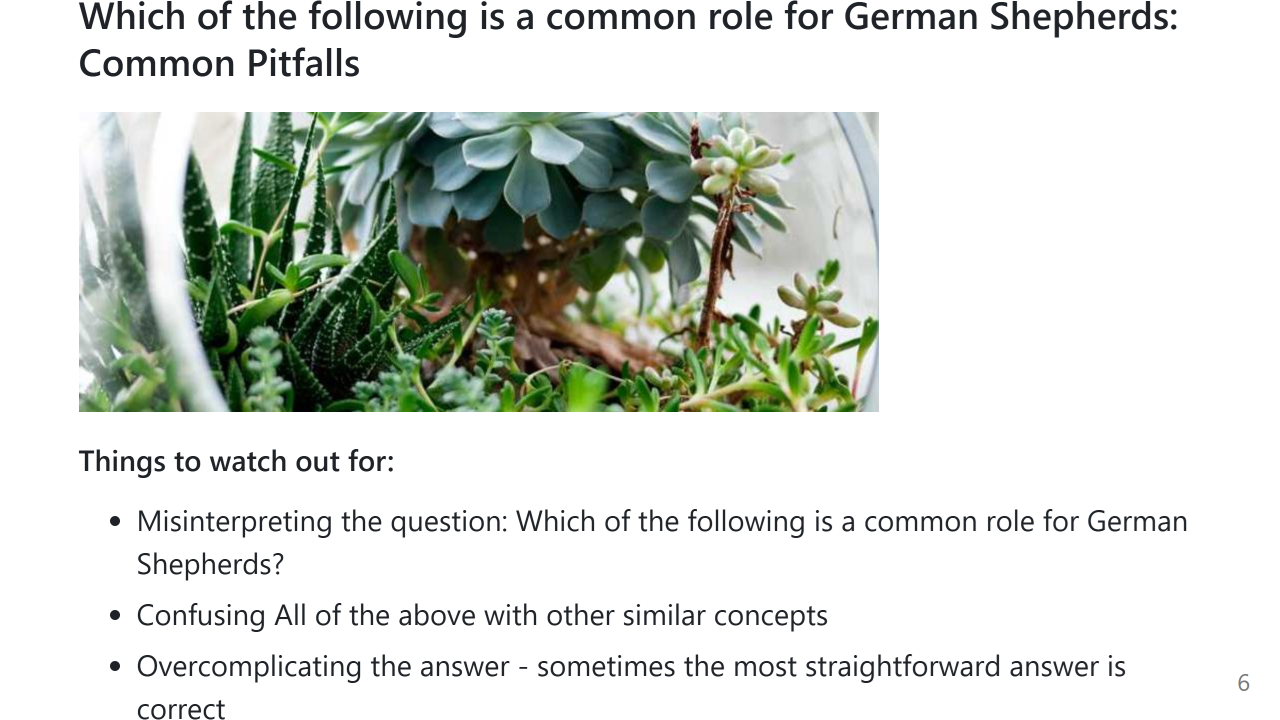 Which of the following is a common role for German Shepherds:
Common Pitfalls
Things to watch out for:
• Misinterpreting the question: Which of the following is a common role for German
Shepherds?
• Confusing All of the above with other similar concepts
• Overcomplicating the answer - sometimes the most straightforward answer is
correct
6